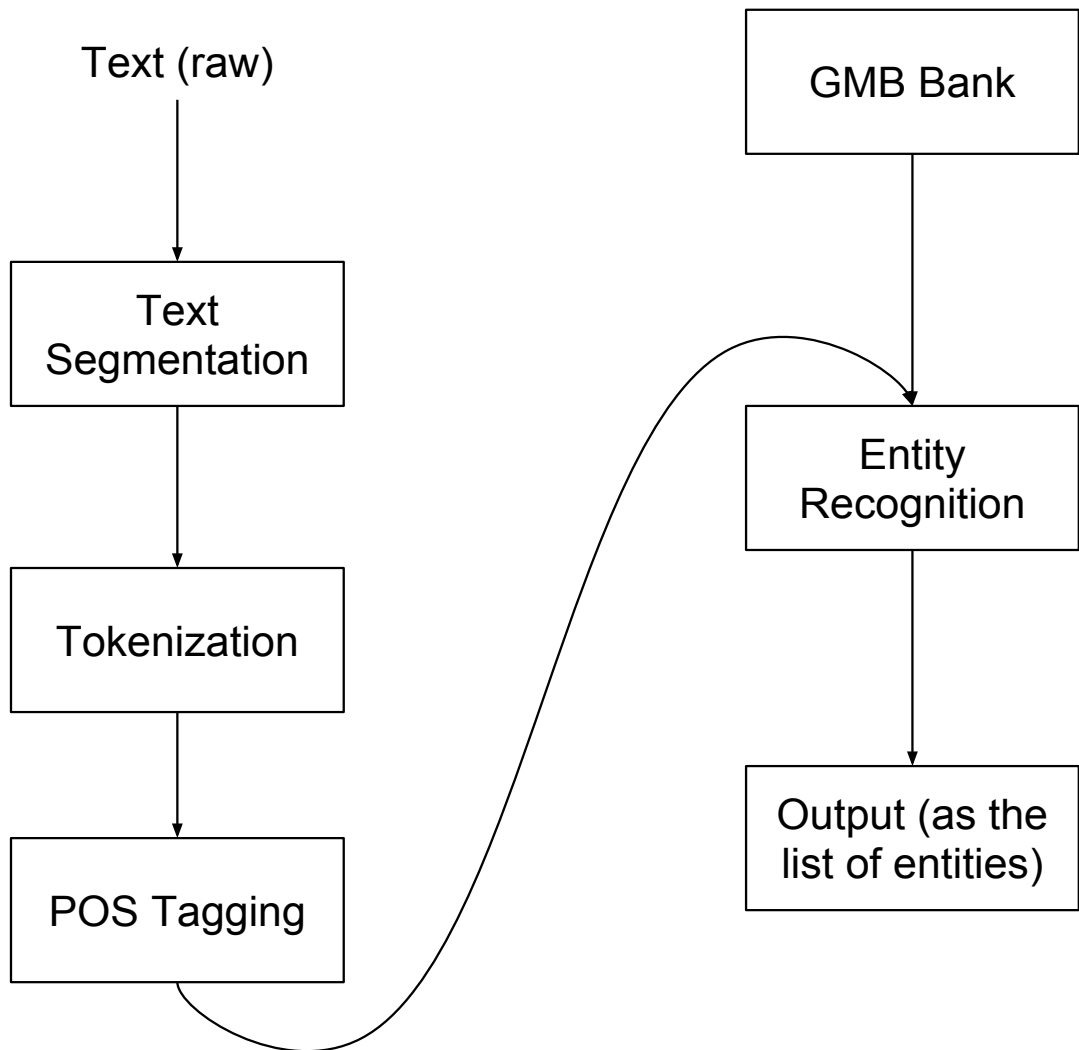 Text (raw)
Text
Segmentation
Tokenization
POS Tagging
GMB Bank
Entity
Recognition
Output (as the
list of entities)